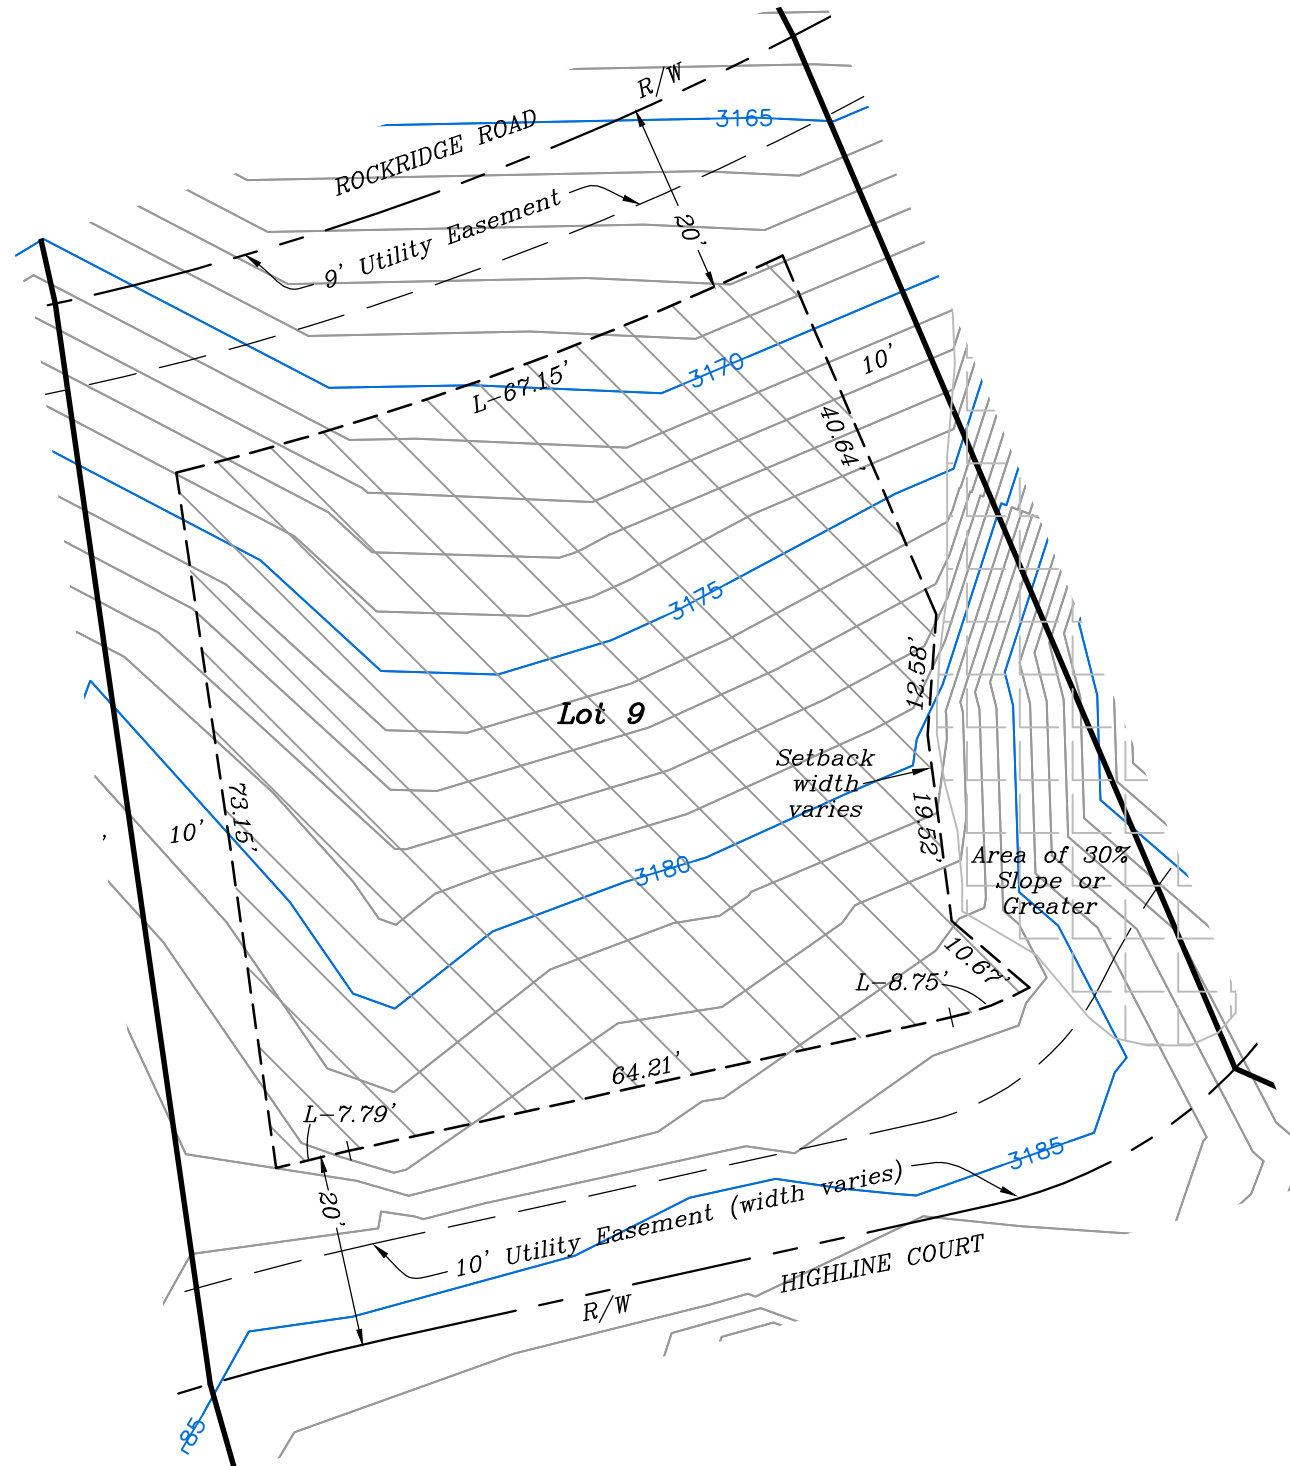 R/W
3165
ROCKRIDGE ROAD
9' Utility Easement
20'
10'
3170
L-67.15'
40.64'
3175
12.58'
Lot 9
Setback
width
varies
73.15'
10'
'
19.52'
3180
Area of 30%
Slope or
Greater
10.67'
L-8.75'
64.21'
L-7.79'
3185
20'
10' Utility Easement (width varies)
HIGHLINE COURT
R/W
85